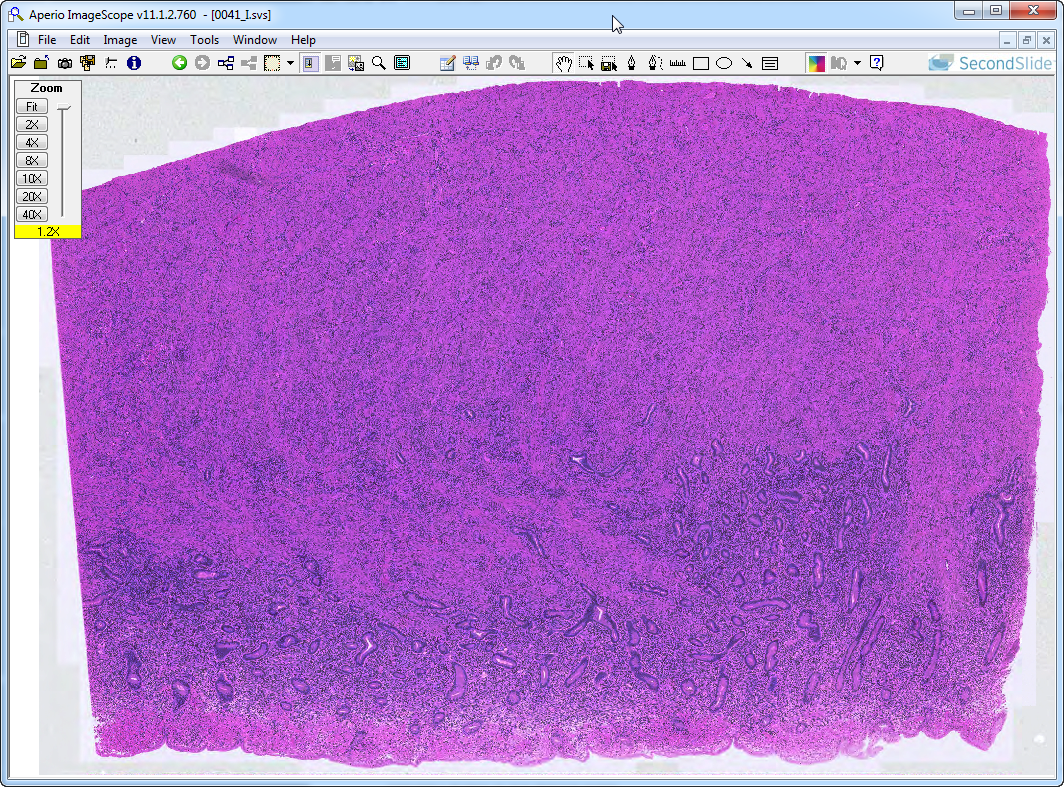 Aperio ImageScope v11.1.2.760 - [0041_I.svs]
File Edit Image View Tools Window Help
IQ
SecondSlide
Zoom
Fit
2X
4X
8X
10X
20X
40X
1.2X